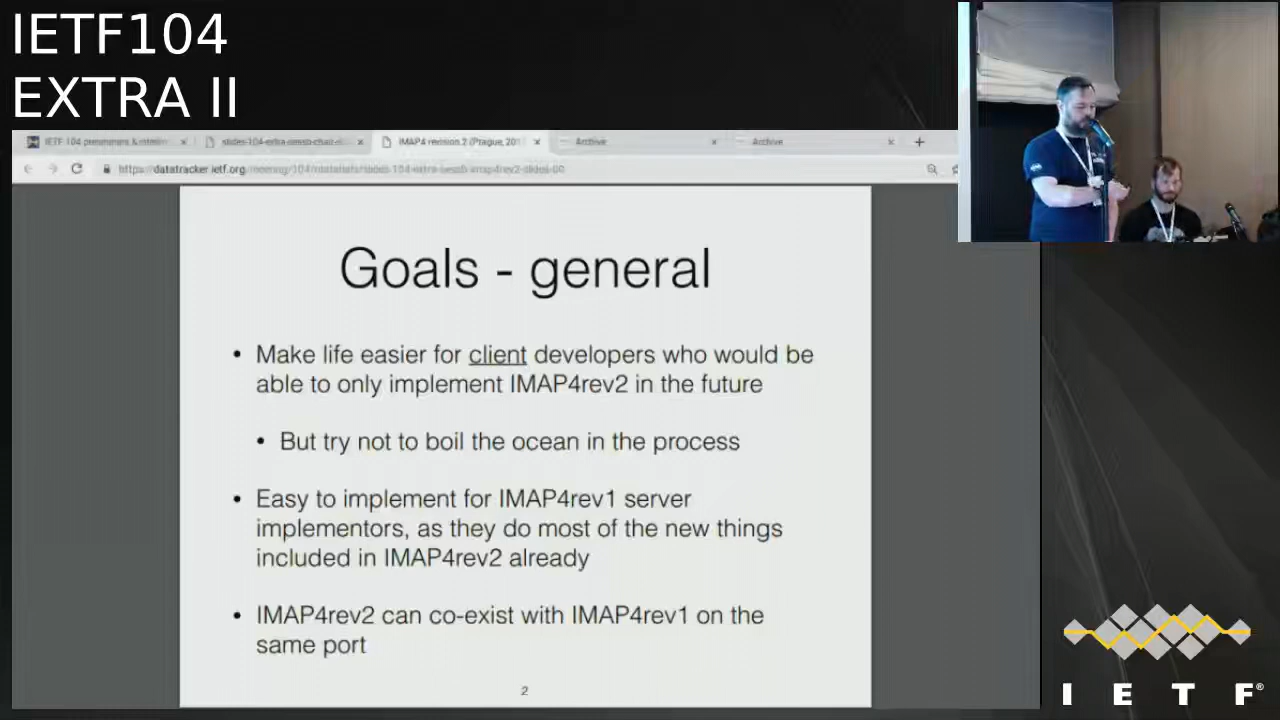 IETF104
EXTRA II
IETF 104 preliminary & interim
slides-104-extra-sessb-chair-sl
IMAP4 revision 2 (Prague, 201
Archive
Archive
https://datatracker.ietf.org/meeting/104/materials/slides-104-extra-sessb-imap4rev2-slides-00
Goals - general
• Make life easier for client developers who would be
able to only implement IMAP4rev2 in the future
• But try not to boil the ocean in the process
• Easy to implement for IMAP4rev1 server
implementors, as they do most of the new things
included in IMAP4rev2 already
• IMAP4rev2 can co-exist with IMAP4rev1 on the
same port
2
I E T F®